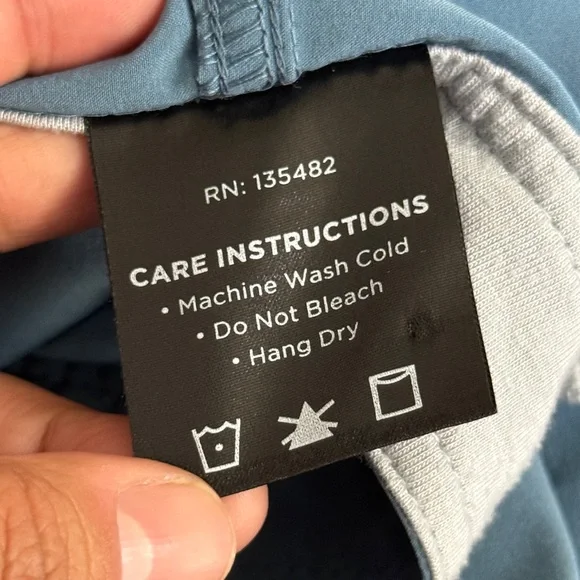 RN: 135482
CARE INSTRUCTIONS
• Machine Wash Cold
• Do Not Bleach
• Hang Dry